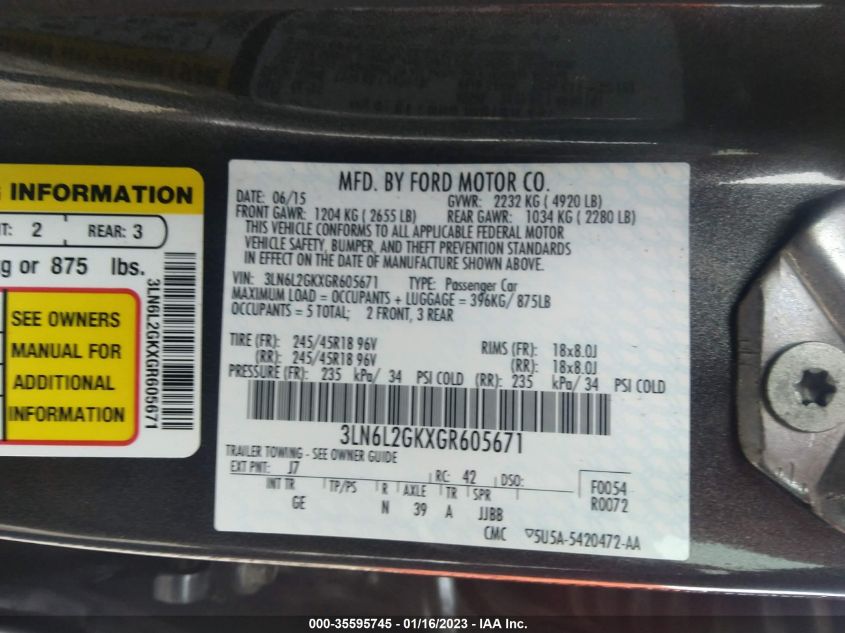 INFORMATION
2 REAR: 3
g or 875 lbs.
SEE OWNERS
MANUAL FOR
ADDITIONAL
INFORMATION
3LN6L2GKXGR605671
MFD. BY FORD MOTOR CO.
DATE: 06/15 GVWR: 2232 KG ( 4920 LB)
FRONT GAWR: 1204 KG ( 2655 LB) REAR GAWR: 1034 KG ( 2280 LB)
THIS VEHICLE CONFORMS TO ALL APPLICABLE FEDERAL MOTOR
VEHICLE SAFETY, BUMPER, AND THEFT PREVENTION STANDARDS
IN EFFECT ON THE DATE OF MANUFACTURE SHOWN ABOVE.
VIN: 3LN6L2GKXGR605671 TYPE: Passenger Car
MAXIMUM LOAD = OCCUPANTS + LUGGAGE = 396KG/ 875LB
OCCUPANTS = 5 TOTAL; 2 FRONT, 3 REAR
TIRE (FR): 245/45R18 96V RIMS (FR): 18x8.0J
(RR): 245/45R18 96V (RR): 18x8.0J
PRESSURE (FR): 235 kPa/ 34 PSI COLD (RR): 235 kPa/ 34 PSI COLD
3LN6L2GKXGR605671
TRAILER TOWING - SEE OWNER GUIDE
EXT PNT: J7 RC: 42 DSO: F0054
INT TR TP/PS R AXLE TR SPR R0072
GE N 39 A JJBB
CMC ▽5U5A-5420472-AA
000-35595745 - 01/16/2023 - IAA Inc.